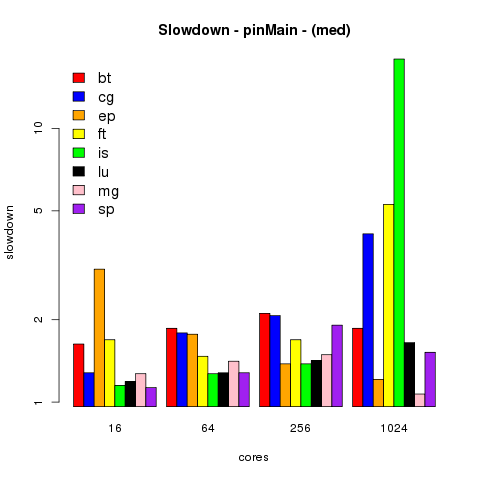 Slowdown - pinMain - (med)
bt
cg
ep
ft
is
lu
mg
sp
slowdown
10
5
2
1
16 64 256 1024
cores